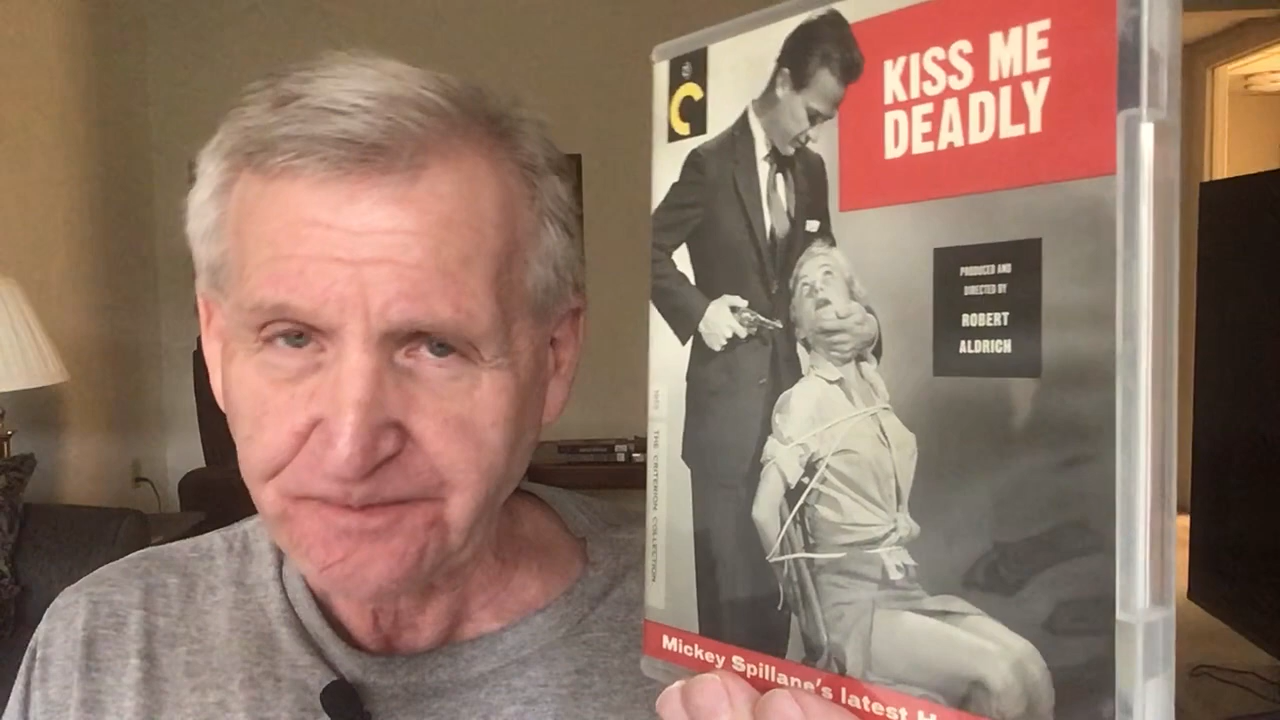 KISS ME
DEADLY
PRODUCED AND
DIRECTED BY
ROBERT
ALDRICH
THE CRITERION COLLECTION
Mickey Spillane's latest H